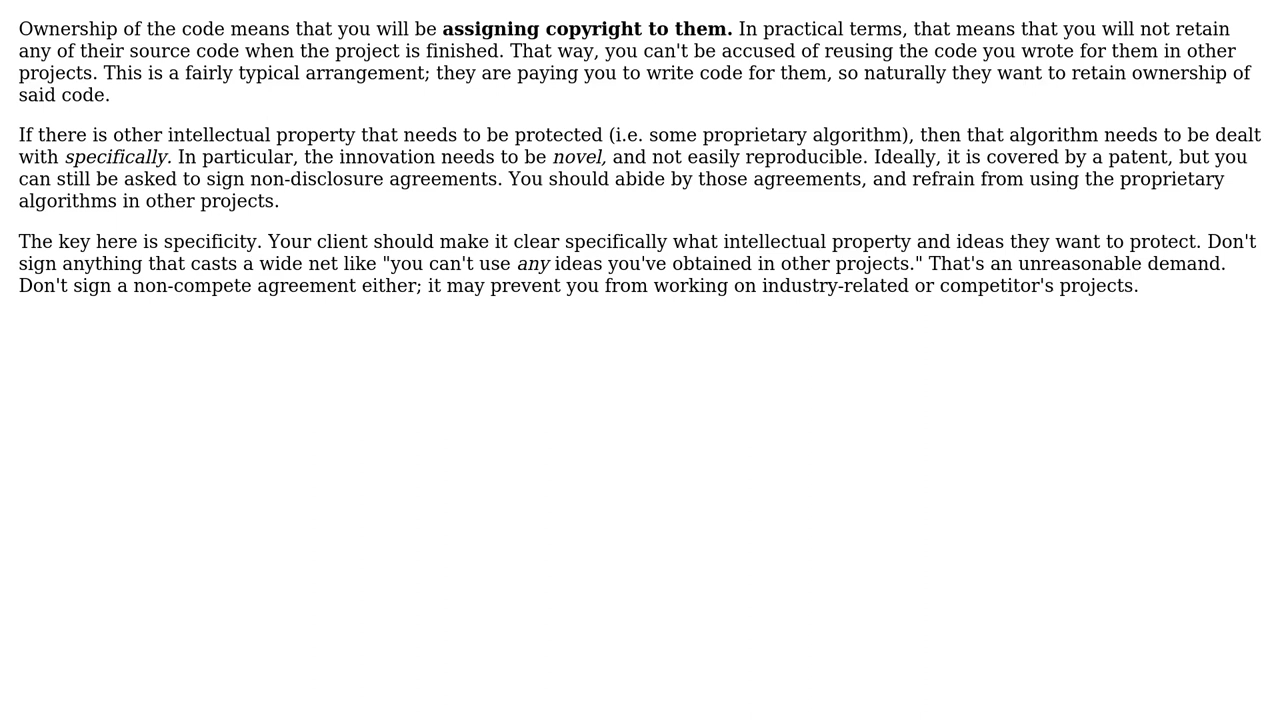 Ownership of the code means that you will be assigning copyright to them. In practical terms, that means that you will not retain
any of their source code when the project is finished. That way, you can't be accused of reusing the code you wrote for them in other
projects. This is a fairly typical arrangement; they are paying you to write code for them, so naturally they want to retain ownership of
said code.
If there is other intellectual property that needs to be protected (i.e. some proprietary algorithm), then that algorithm needs to be dealt
with specifically. In particular, the innovation needs to be novel, and not easily reproducible. Ideally, it is covered by a patent, but you
can still be asked to sign non-disclosure agreements. You should abide by those agreements, and refrain from using the proprietary
algorithms in other projects.
The key here is specificity. Your client should make it clear specifically what intellectual property and ideas they want to protect. Don't
sign anything that casts a wide net like "you can't use any ideas you've obtained in other projects." That's an unreasonable demand.
Don't sign a non-compete agreement either; it may prevent you from working on industry-related or competitor's projects.